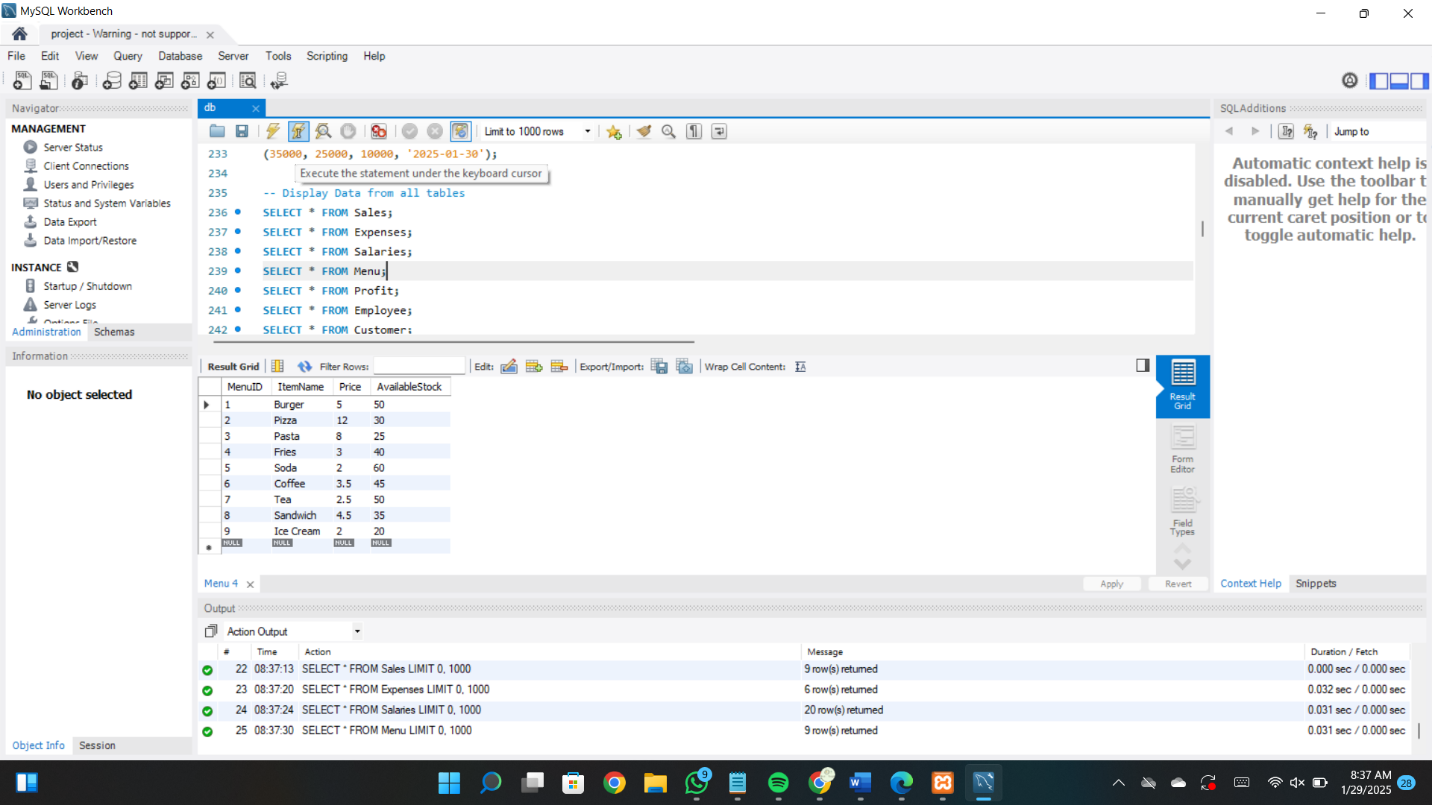 MySQL Workbench
project - Warning - not suppor...
File Edit View Query Database Server Tools Scripting Help
Navigator
MANAGEMENT
Server Status
Client Connections
Users and Privileges
Status and System Variables
Data Export
Data Import/Restore
INSTANCE
Startup / Shutdown
Server Logs
Options File
Administration Schemas
Information
No object selected
Object Info Session
db
Limit to 1000 rows
233 (35000, 25000, 10000, '2025-01-30');
234
Execute the statement under the keyboard cursor
235 -- Display Data from all tables
236 SELECT * FROM Sales;
237 SELECT * FROM Expenses;
238 SELECT * FROM Salaries;
239 SELECT * FROM Menu;
240 SELECT * FROM Profit;
241 SELECT * FROM Employee;
242 SELECT * FROM Customer;
Result Grid Filter Rows: Edit: Export/Import: Wrap Cell Content:
MenuID ItemName Price AvailableStock
1 Burger 5 50
2 Pizza 12 30
3 Pasta 8 25
4 Fries 3 40
5 Soda 2 60
6 Coffee 3.5 45
7 Tea 2.5 50
8 Sandwich 4.5 35
9 Ice Cream 2 20
NULL NULL NULL NULL
Result
Grid
Form
Editor
Field
Types
Menu 4
Apply Revert
SQLAdditions
Jump to
Automatic context help is
disabled. Use the toolbar t
manually get help for the
current caret position or to
toggle automatic help.
Context Help Snippets
Output
Action Output
# Time Action Message Duration / Fetch
22 08:37:13 SELECT * FROM Sales LIMIT 0, 1000 9 row(s) returned 0.000 sec / 0.000 sec
23 08:37:20 SELECT * FROM Expenses LIMIT 0, 1000 6 row(s) returned 0.032 sec / 0.000 sec
24 08:37:24 SELECT * FROM Salaries LIMIT 0, 1000 20 row(s) returned 0.031 sec / 0.000 sec
25 08:37:30 SELECT * FROM Menu LIMIT 0, 1000 9 row(s) returned 0.031 sec / 0.000 sec
9
8:37 AM
1/29/2025
28